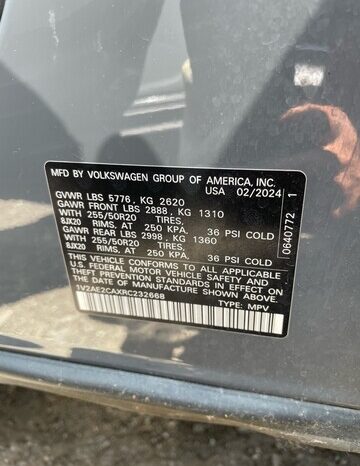 MFD BY VOLKSWAGEN GROUP OF AMERICA, INC.
USA 02/2024
GVWR LBS 5776, KG 2620
GAWR FRONT LBS 2888, KG 1310
WITH 255/50R20 TIRES,
8JX20 RIMS, AT 250 KPA, 36 PSI COLD
GAWR REAR LBS 2998, KG 1360
WITH 255/50R20 TIRES,
8JX20 RIMS, AT 250 KPA, 36 PSI COLD
THIS VEHICLE CONFORMS TO ALL APPLICABLE
U.S. FEDERAL MOTOR VEHICLE SAFETY AND
THEFT PREVENTION STANDARDS IN EFFECT ON
THE DATE OF MANUFACTURE SHOWN ABOVE.
1V2AE2CAXRC232668
TYPE: MPV
0640772 1